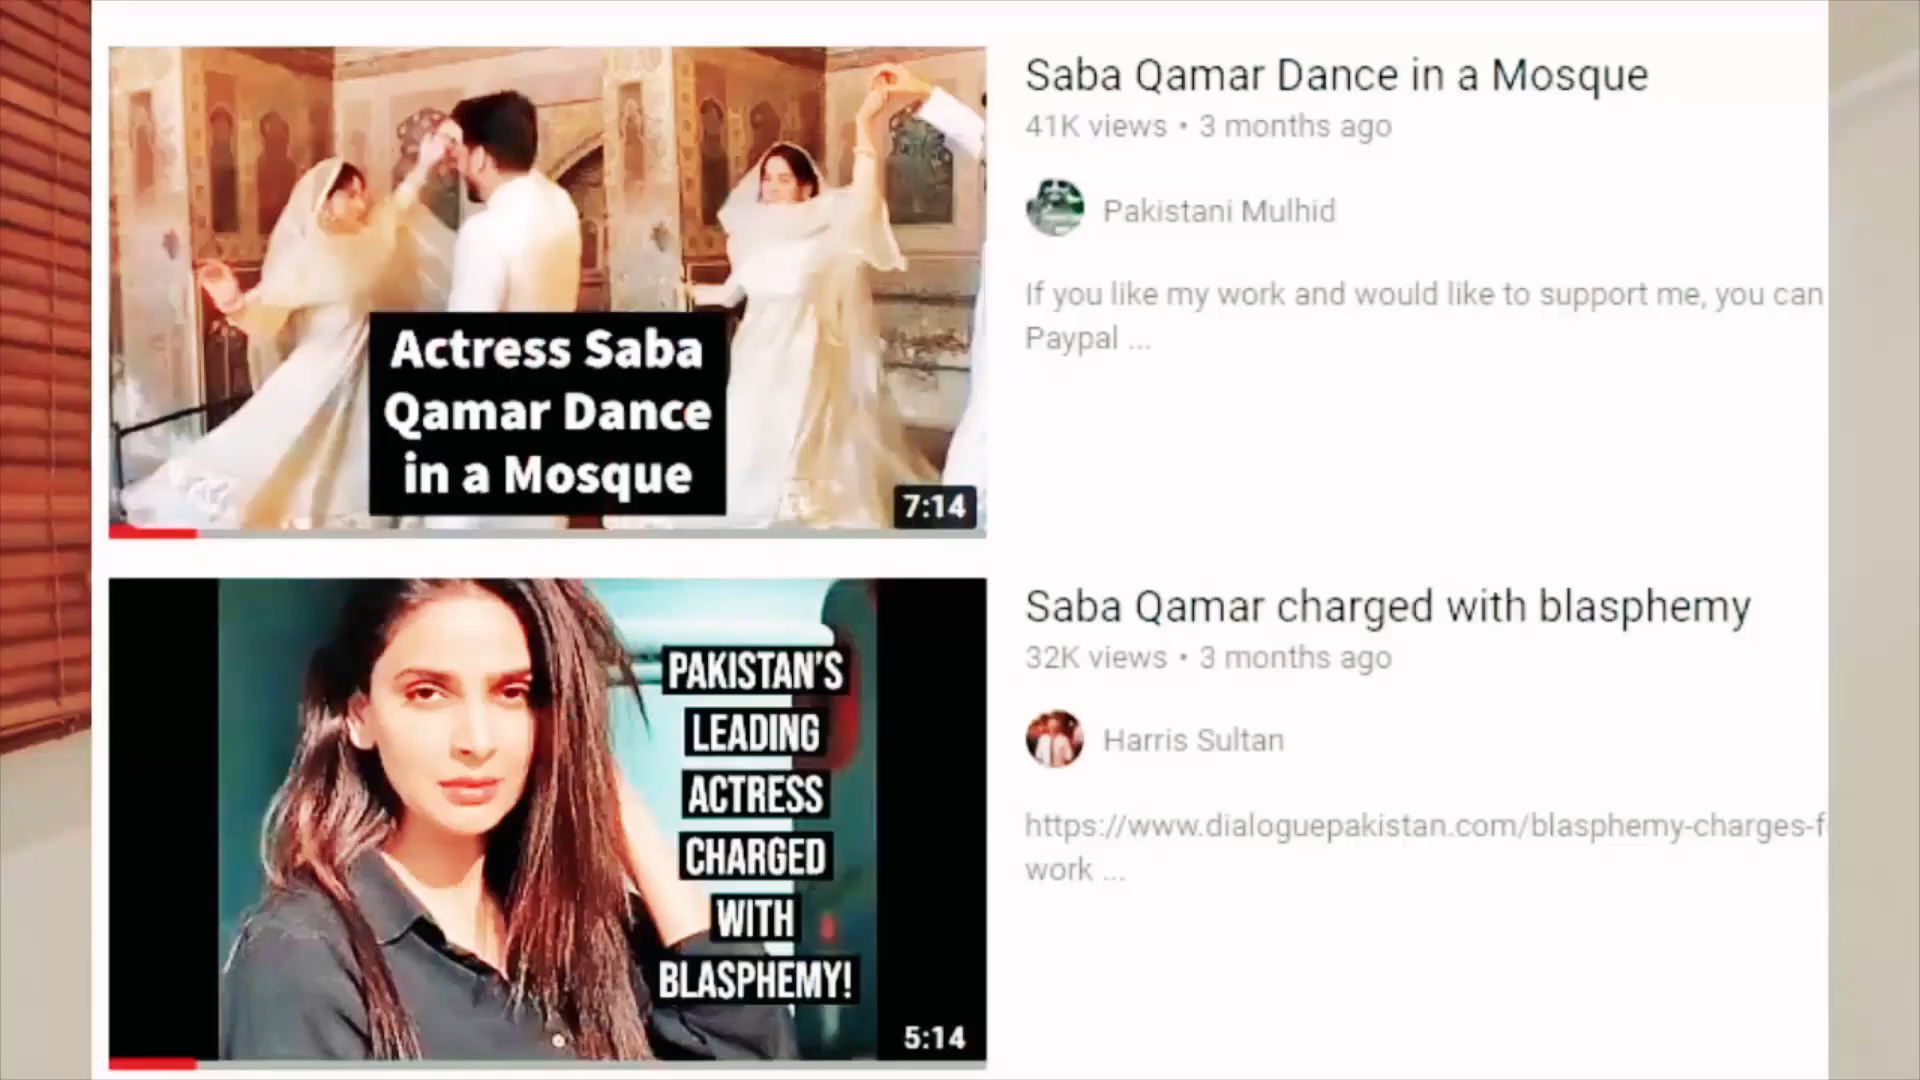 Actress Saba
Qamar Dance
in a Mosque
7:14
Saba Qamar Dance in a Mosque
41K views • 3 months ago
Pakistani Mulhid
If you like my work and would like to support me, you can
Paypal ...
PAKISTAN'S
LEADING
ACTRESS
CHARGED
WITH
BLASPHEMY!
5:14
Saba Qamar charged with blasphemy
32K views • 3 months ago
Harris Sultan
https://www.dialoguepakistan.com/blasphemy-charges-f
work ...